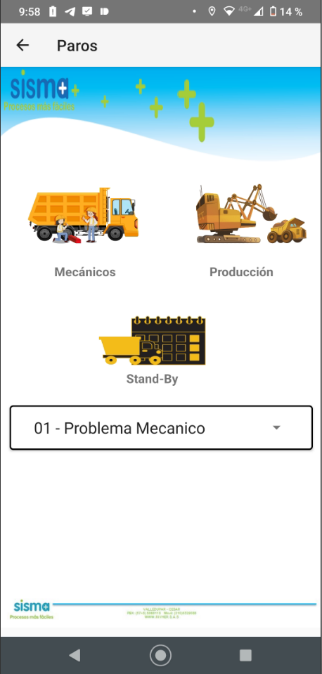 9:58
4G+
14 %
Paros
sisma+
Procesos más fáciles
Mecánicos
Producción
Stand-By
01 - Problema Mecanico
sisma
Procesos más fáciles